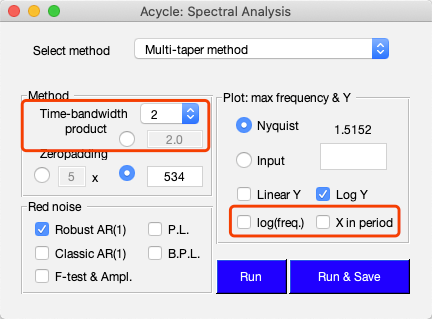 Acycle: Spectral Analysis
Select method
Multi-taper method
Method
Time-bandwidth
product
2
2.0
Zeropadding
5
x
534
Red noise
Robust AR(1)
P.L.
Classic AR(1)
B.P.L.
F-test & Ampl.
Plot: max frequency & Y
Nyquist
1.5152
Input
Linear Y
Log Y
log(freq.)
X in period
Run
Run & Save